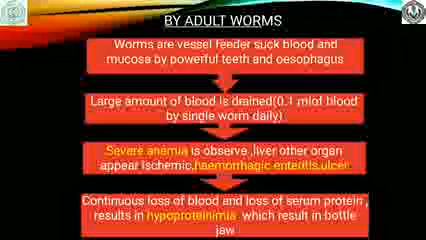 BY ADULT WORMS
Worms are vessel feeder suck blood and
mucosa by powerful teeth and oesophagus
Large amount of blood is drained(0.1 mlof blood
by single worm daily)
Severe anemia is observe ,liver other organ
appear ischemic,haemorrhagic enteritis,ulcer
Continuous loss of blood and loss of serum protein ,
results in hypoproteinimia which result in bottle
jaw